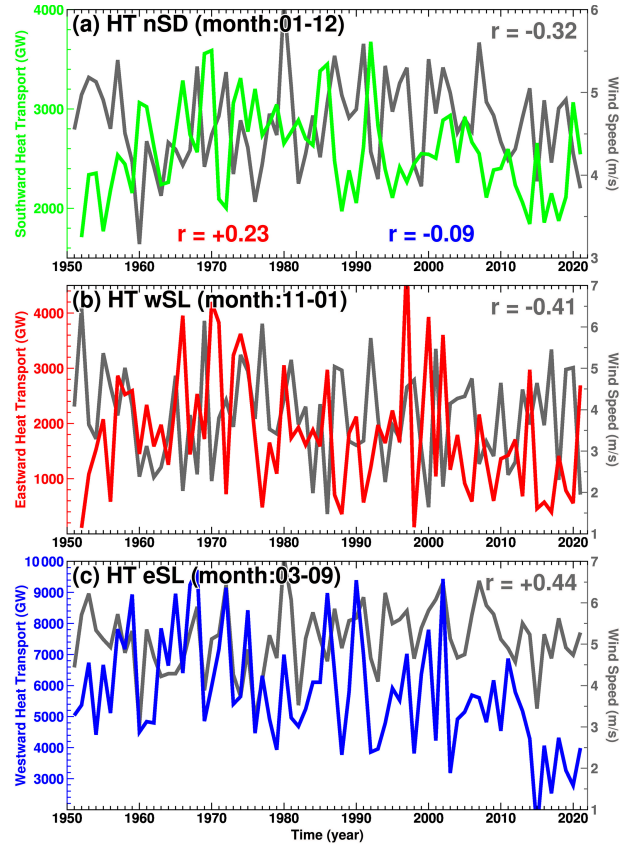 (a) HT nSD (month:01-12)
r = -0.32
Southward Heat Transport (GW)
4000
3000
2000
6
5
4
3
Wind Speed (m/s)
r = +0.23
r = -0.09
1950 1960 1970 1980 1990 2000 2010 2020
(b) HT wSL (month:11-01)
r = -0.41
Eastward Heat Transport (GW)
4000
3000
2000
1000
7
6
5
4
3
2
1
Wind Speed (m/s)
1950 1960 1970 1980 1990 2000 2010 2020
(c) HT eSL (month:03-09)
r = +0.44
Westward Heat Transport (GW)
10000
9000
8000
7000
6000
5000
4000
3000
7
6
5
4
3
2
1
Wind Speed (m/s)
1950 1960 1970 1980 1990 2000 2010 2020
Time (year)